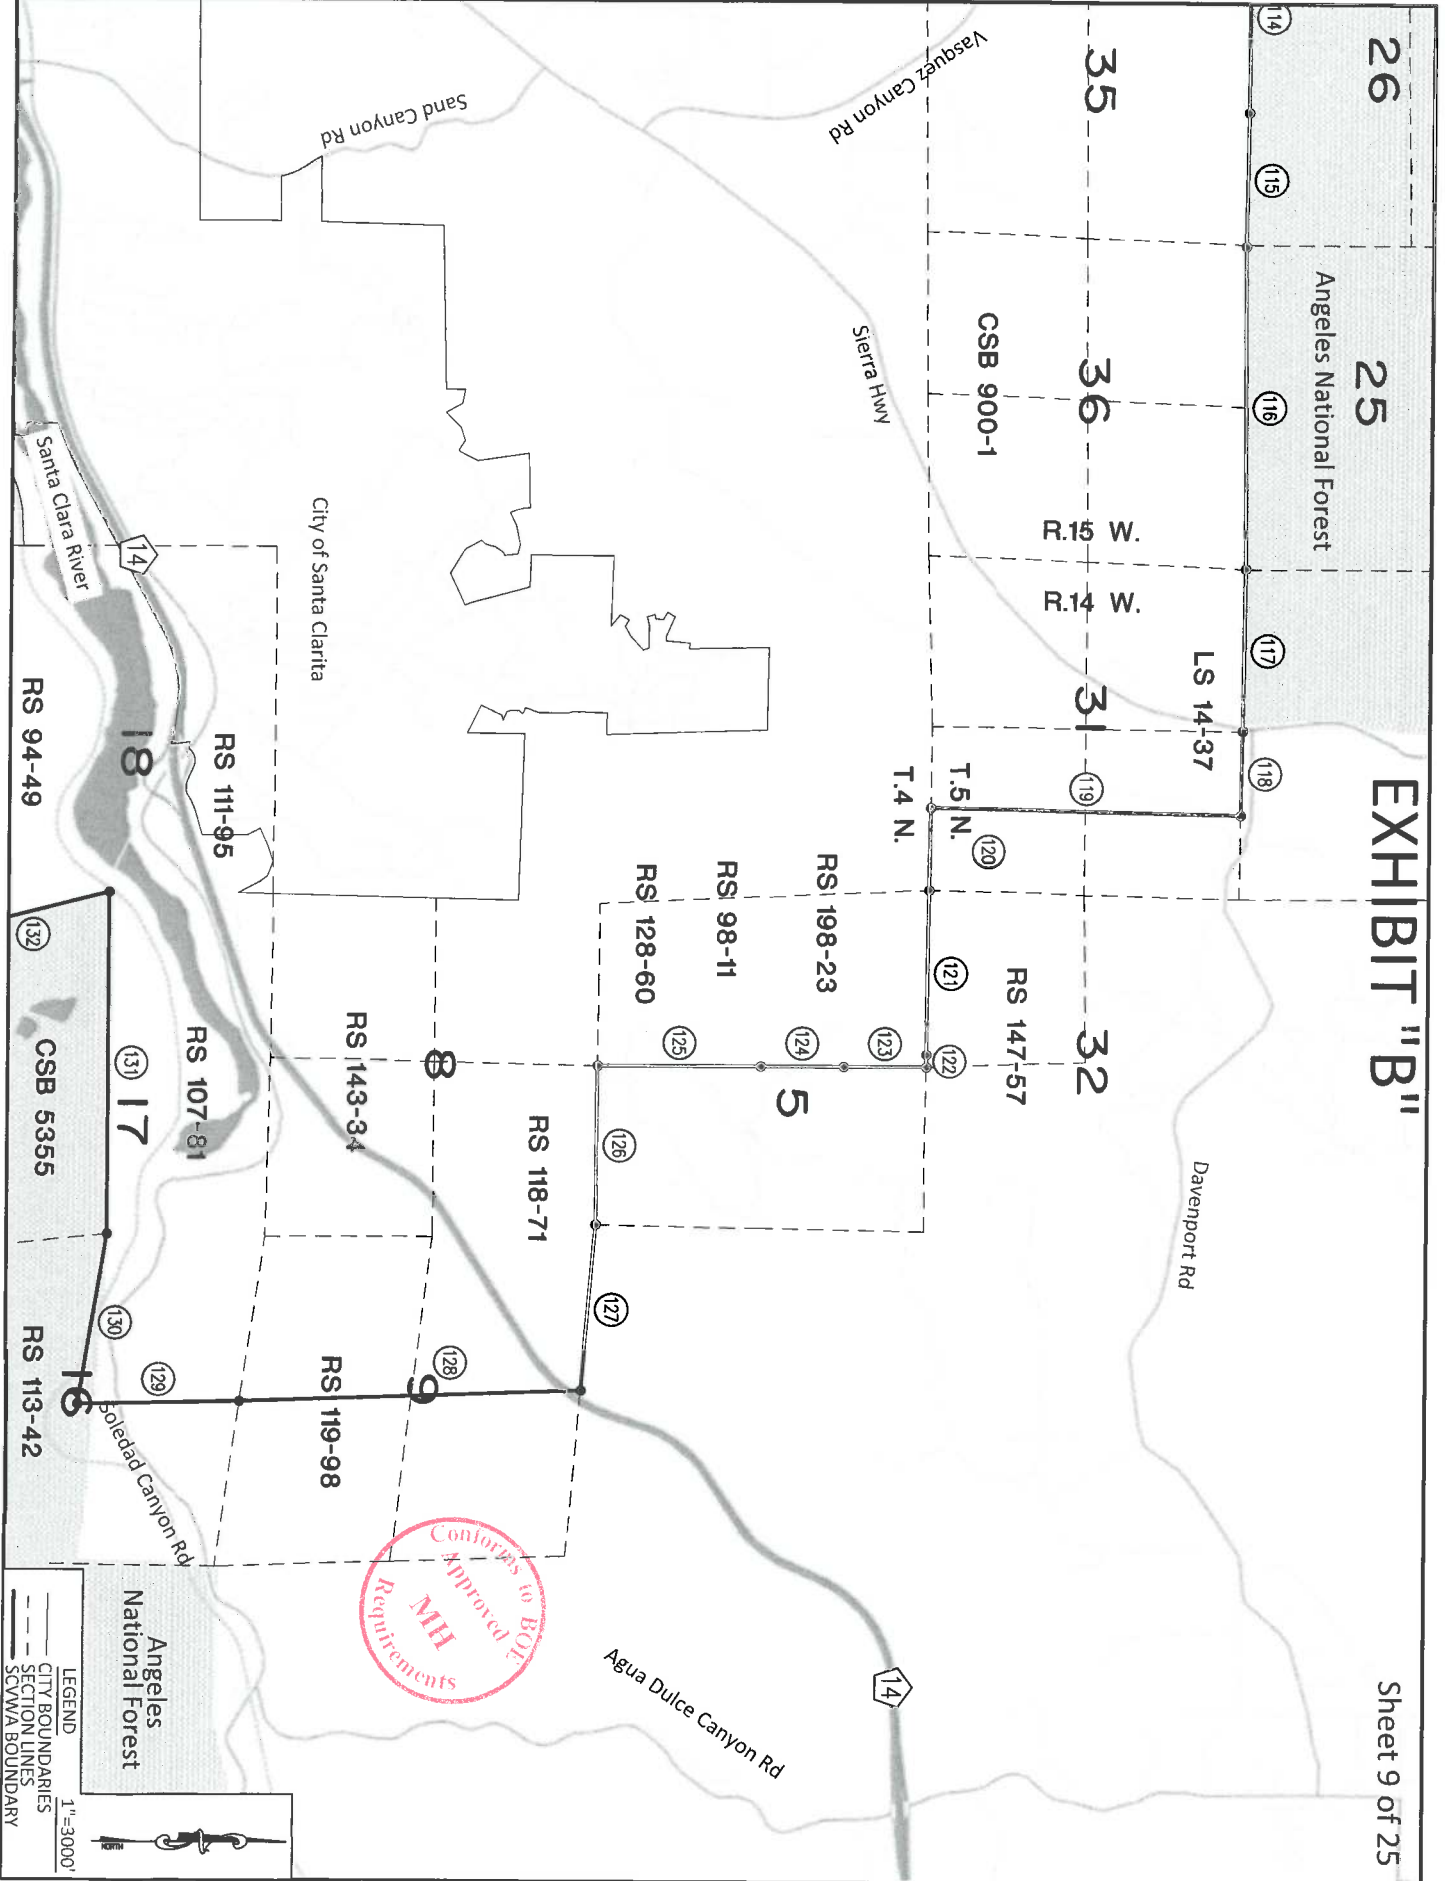 EXHIBIT "B"
Sheet 9 of 25
26
25
Angeles National Forest
114
115
116
117
118
35
36
31
32
LS 14-37
R.15 W.
R.14 W.
119
CSB 900-1
RS 147-57
Davenport Rd
Vasquez Canyon Rd
Sierra Hwy
T.5 N.
T.4 N.
120
121
122
123
124
125
5
RS 198-23
RS 98-11
RS 128-60
14
Agua Dulce Canyon Rd
126
127
RS 118-71
Sand Canyon Rd
City of Santa Clarita
8
9
128
RS 143-34
RS 119-98
Conforms to BOE
Approved
MH
Requirements
14
RS 111-95
RS 107-81
18
17
16
129
130
131
132
Santa Clara River
RS 94-49
CSB 5355
RS 113-42
Soledad Canyon Rd
Angeles
National Forest
NORTH
LEGEND
1"=3000'
CITY BOUNDARIES
SECTION LINES
SCVWA BOUNDARY